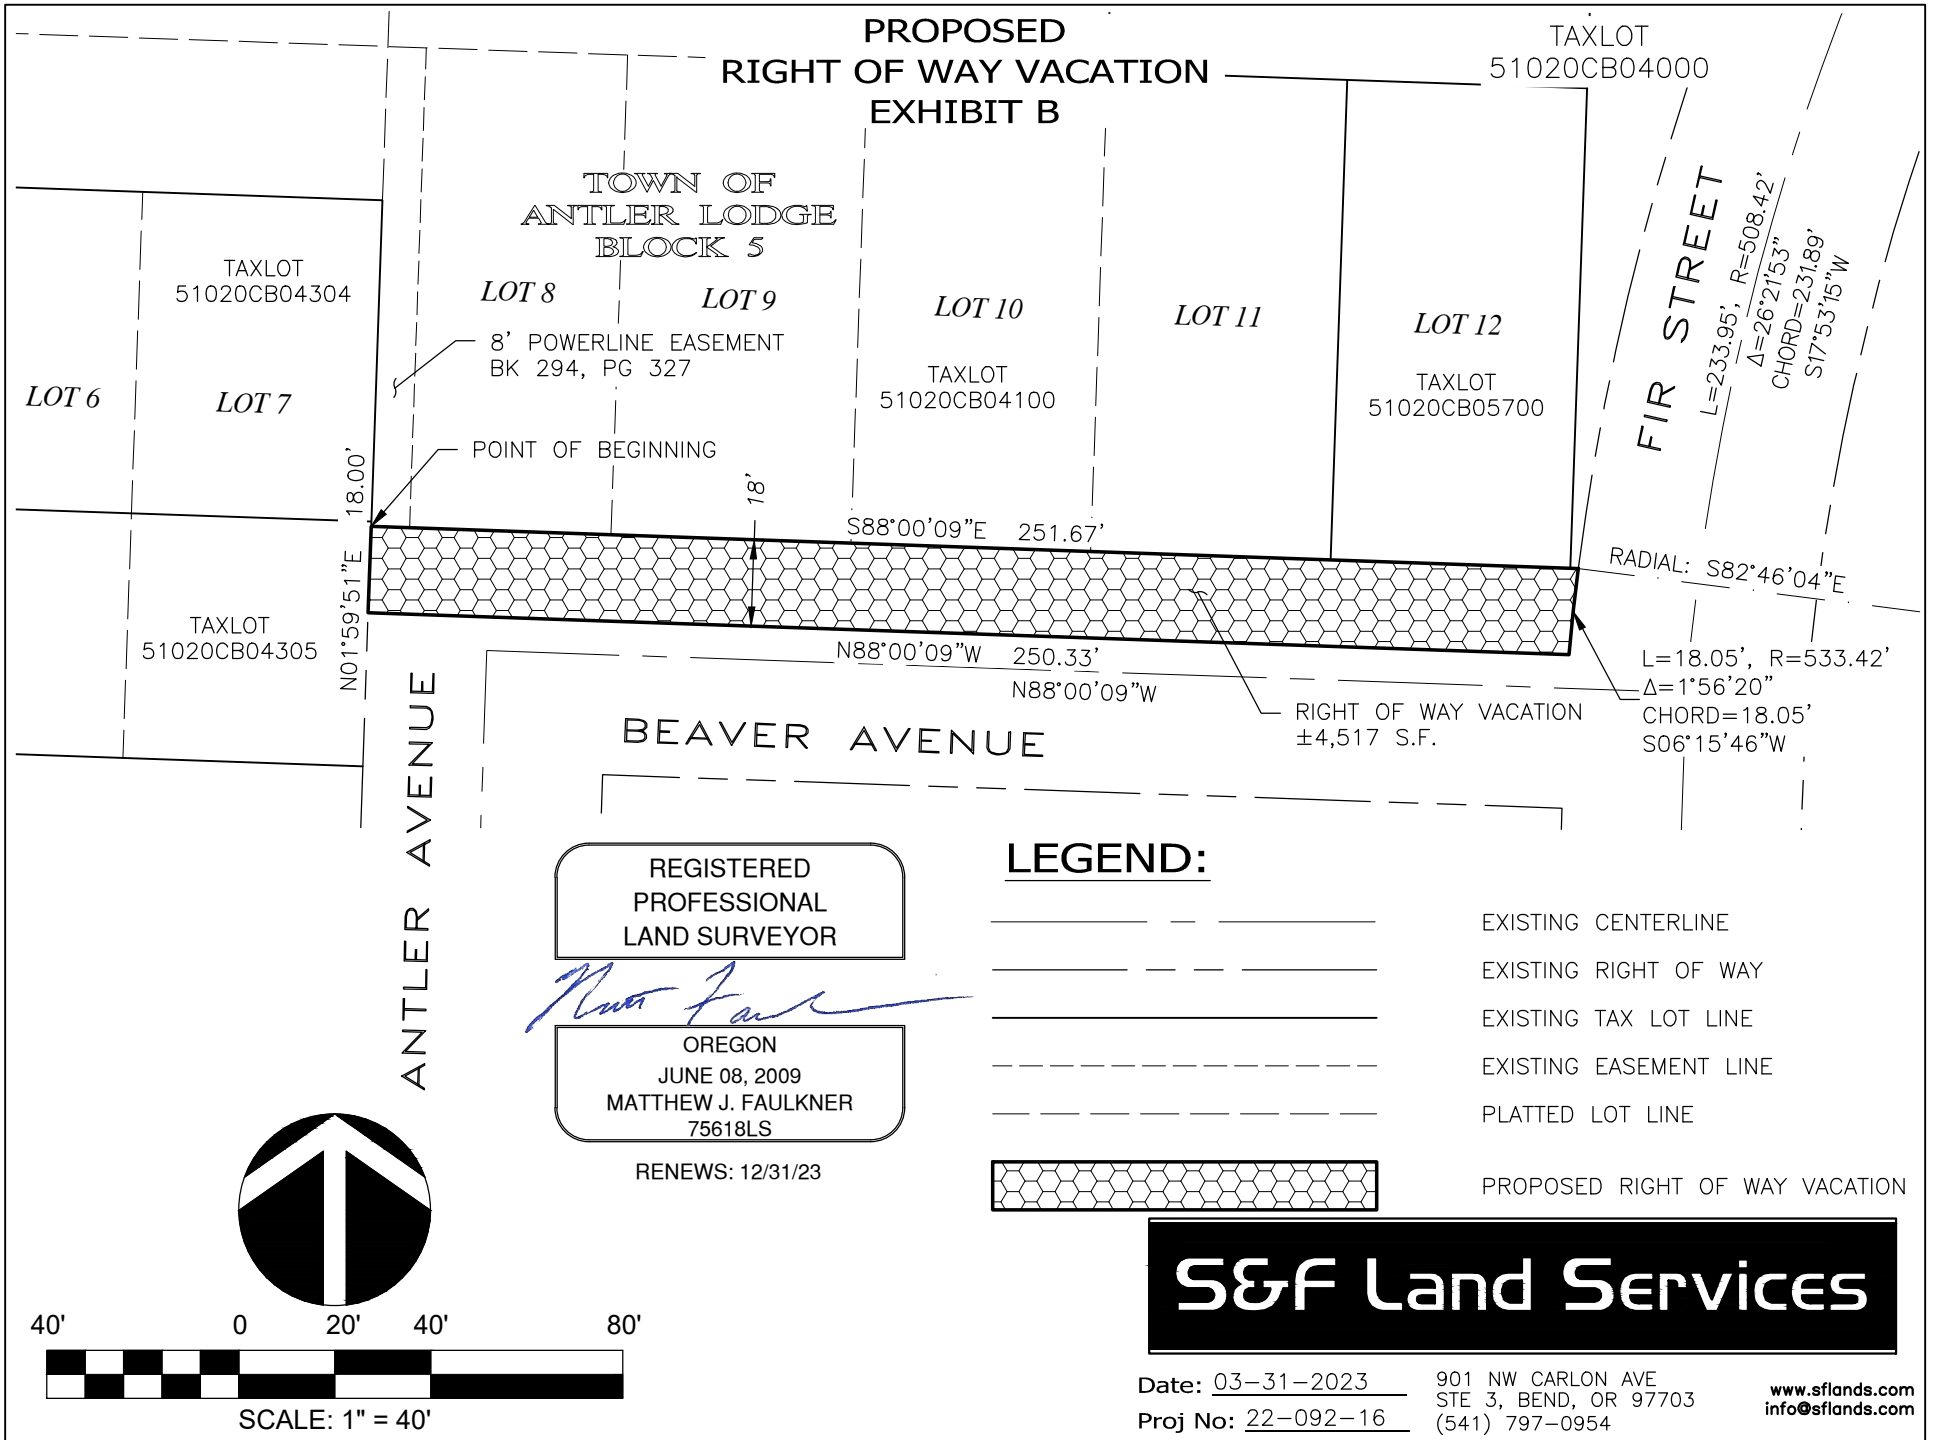 PROPOSED
RIGHT OF WAY VACATION
EXHIBIT B
TAXLOT
51020CB04000
TOWN OF
ANTLER LODGE
BLOCK 5
TAXLOT
51020CB04304
LOT 8
LOT 9
LOT 10
LOT 11
LOT 12
8' POWERLINE EASEMENT
BK 294, PG 327
LOT 6
LOT 7
TAXLOT
51020CB04100
TAXLOT
51020CB05700
FIR STREET
L=233.95', R=508.42'
Δ=26°21'53"
CHORD=231.89'
S17°53'15"W
POINT OF BEGINNING
N01°59'51"E 18.00'
18'
S88°00'09"E 251.67'
RADIAL: S82°46'04"E
TAXLOT
51020CB04305
N88°00'09"W 250.33'
N88°00'09"W
L=18.05', R=533.42'
Δ=1°56'20"
CHORD=18.05'
S06°15'46"W
RIGHT OF WAY VACATION
±4,517 S.F.
BEAVER AVENUE
ANTLER AVENUE
REGISTERED
PROFESSIONAL
LAND SURVEYOR
OREGON
JUNE 08, 2009
MATTHEW J. FAULKNER
75618LS
RENEWS: 12/31/23
LEGEND:
EXISTING CENTERLINE
EXISTING RIGHT OF WAY
EXISTING TAX LOT LINE
EXISTING EASEMENT LINE
PLATTED LOT LINE
PROPOSED RIGHT OF WAY VACATION
40' 0 20' 40' 80'
SCALE: 1" = 40'
S&F Land Services
Date: 03-31-2023
Proj No: 22-092-16
901 NW CARLON AVE
STE 3, BEND, OR 97703
(541) 797-0954
www.sflands.com
info@sflands.com